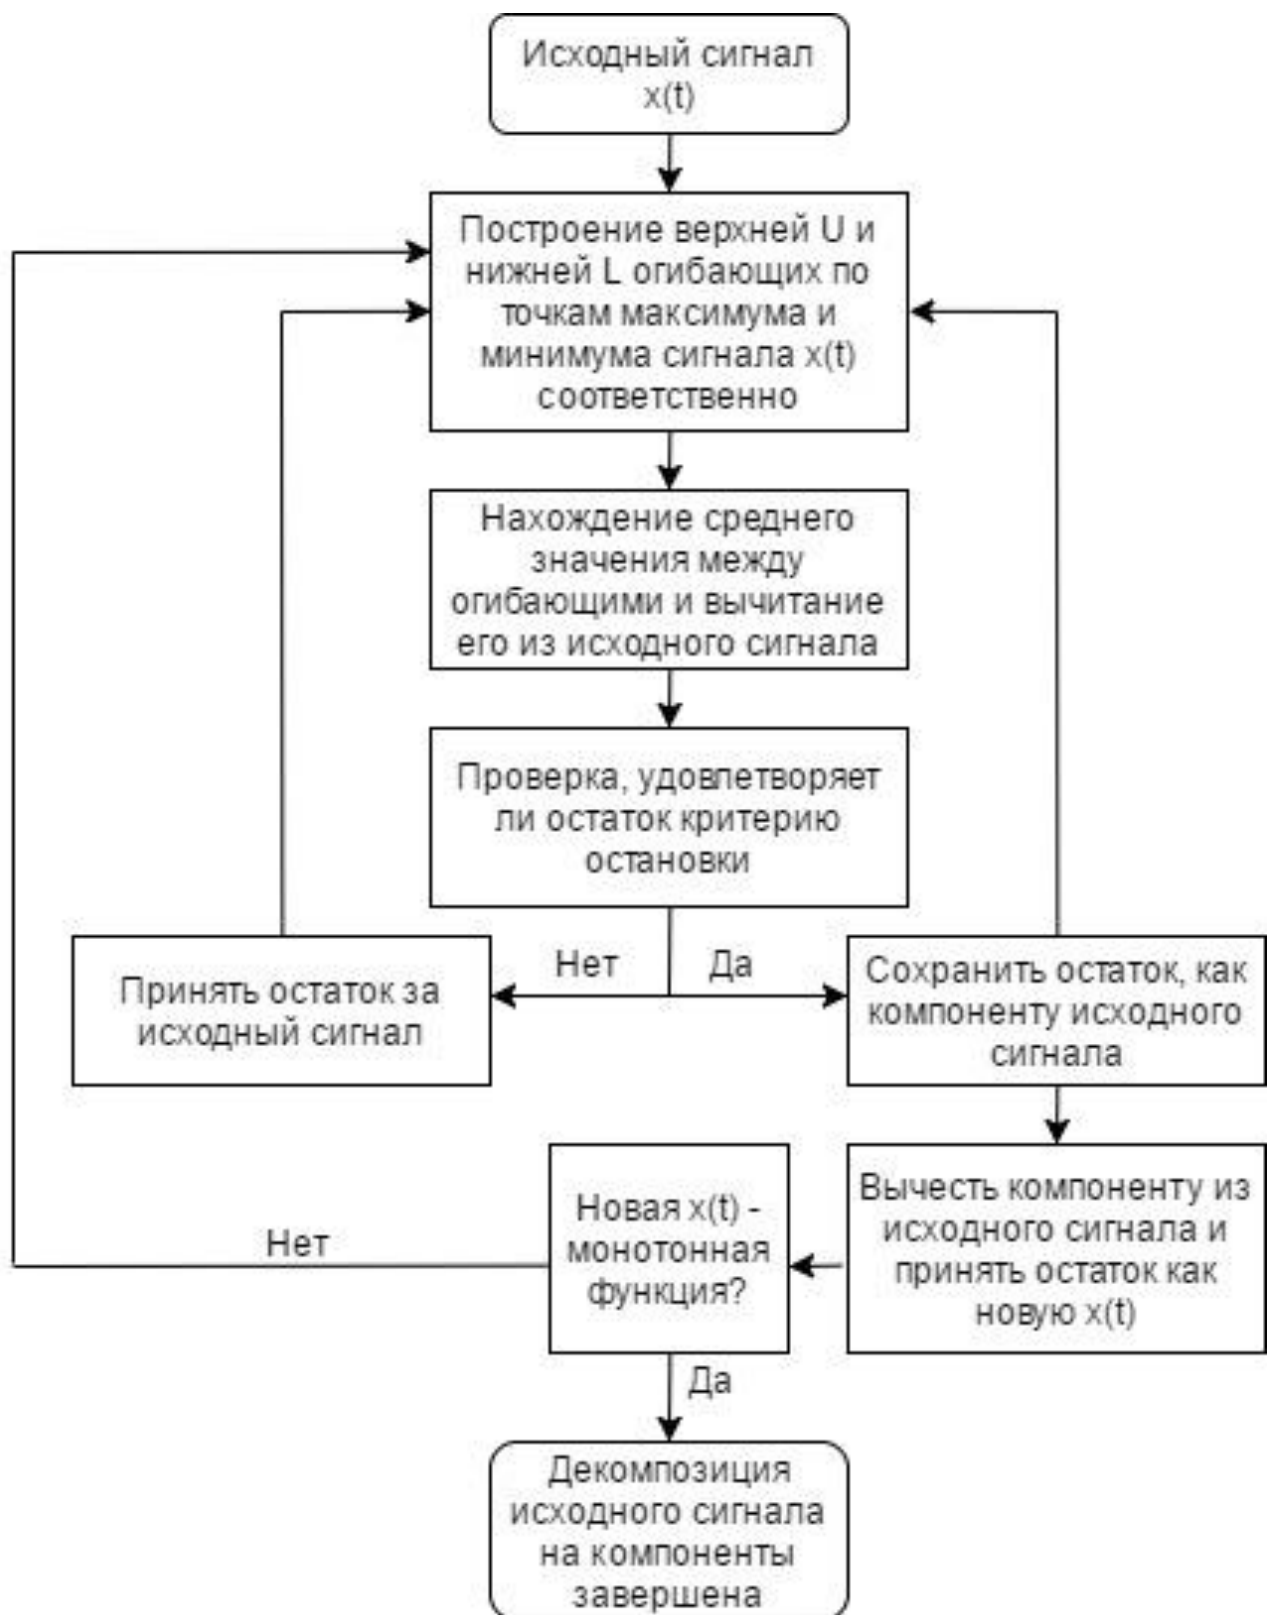 Исходный сигнал
x(t)
Построение верхней U и
нижней L огибающих по
точкам максимума и
минимума сигнала x(t)
соответственно
Нахождение среднего
значения между
огибающими и вычитание
его из исходного сигнала
Проверка, удовлетворяет
ли остаток критерию
остановки
Нет
Да
Принять остаток за
исходный сигнал
Сохранить остаток, как
компоненту исходного
сигнала
Вычесть компоненту из
исходного сигнала и
принять остаток как
новую x(t)
Новая x(t) -
монотонная
функция?
Нет
Да
Декомпозиция
исходного сигнала
на компоненты
завершена